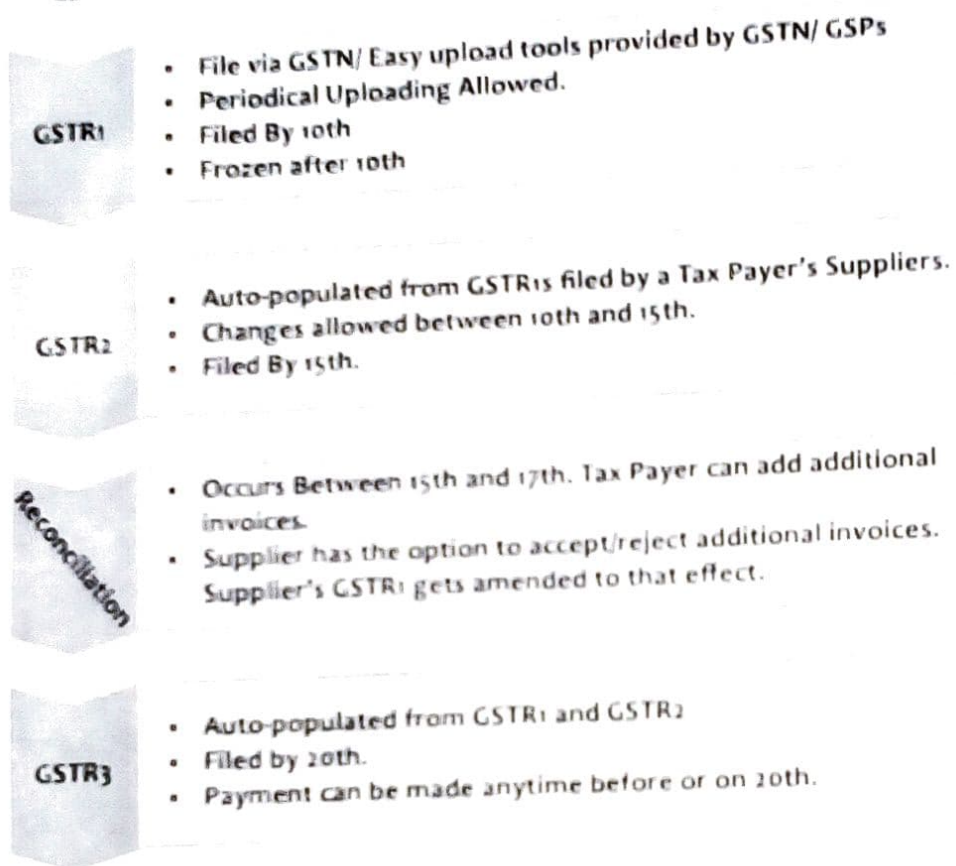 GSTR1
• File via GSTN/ Easy upload tools provided by GSTN/ GSPs
• Periodical Uploading Allowed.
• Filed By 10th
• Frozen after 10th
GSTR2
• Auto-populated from GSTR1s filed by a Tax Payer's Suppliers.
• Changes allowed between 10th and 15th.
• Filed By 15th.
Reconciliation
• Occurs Between 15th and 17th. Tax Payer can add additional
invoices.
• Supplier has the option to accept/reject additional invoices.
Supplier's GSTR1 gets amended to that effect.
GSTR3
• Auto-populated from GSTR1 and GSTR2
• Filed by 20th.
• Payment can be made anytime before or on 20th.